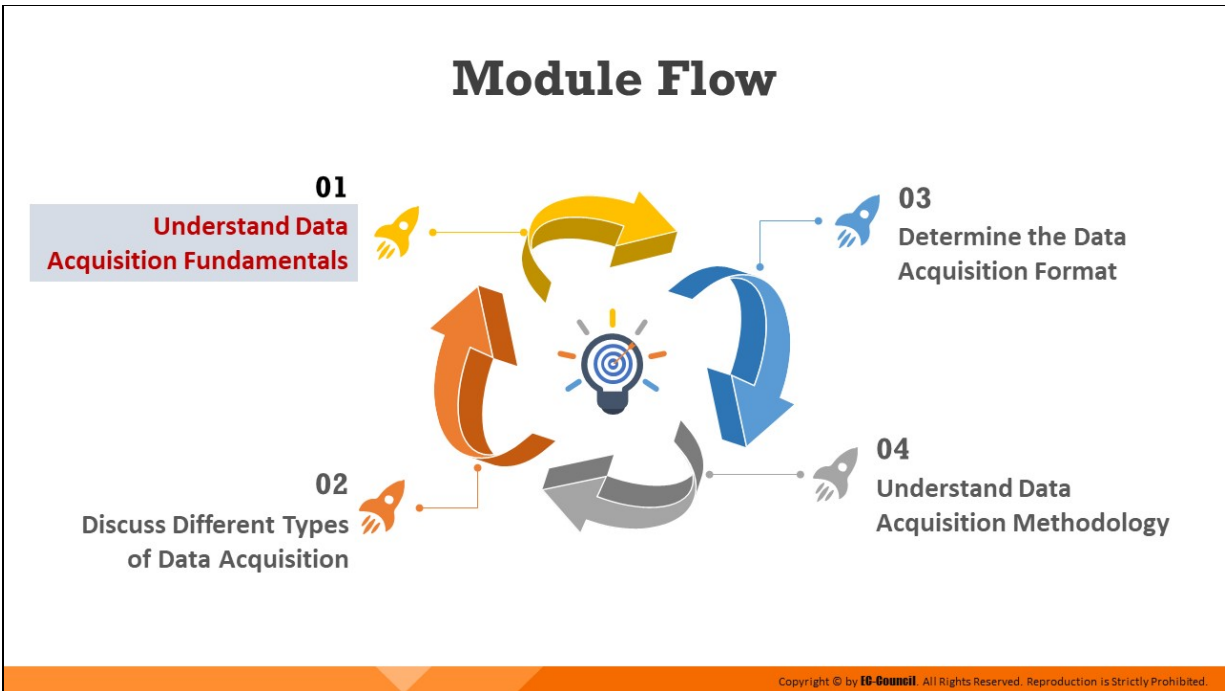 Module Flow
01
Understand Data
Acquisition Fundamentals
02
Discuss Different Types
of Data Acquisition
03
Determine the Data
Acquisition Format
04
Understand Data
Acquisition Methodology
Copyright © by EC-Council. All Rights Reserved. Reproduction is Strictly Prohibited.